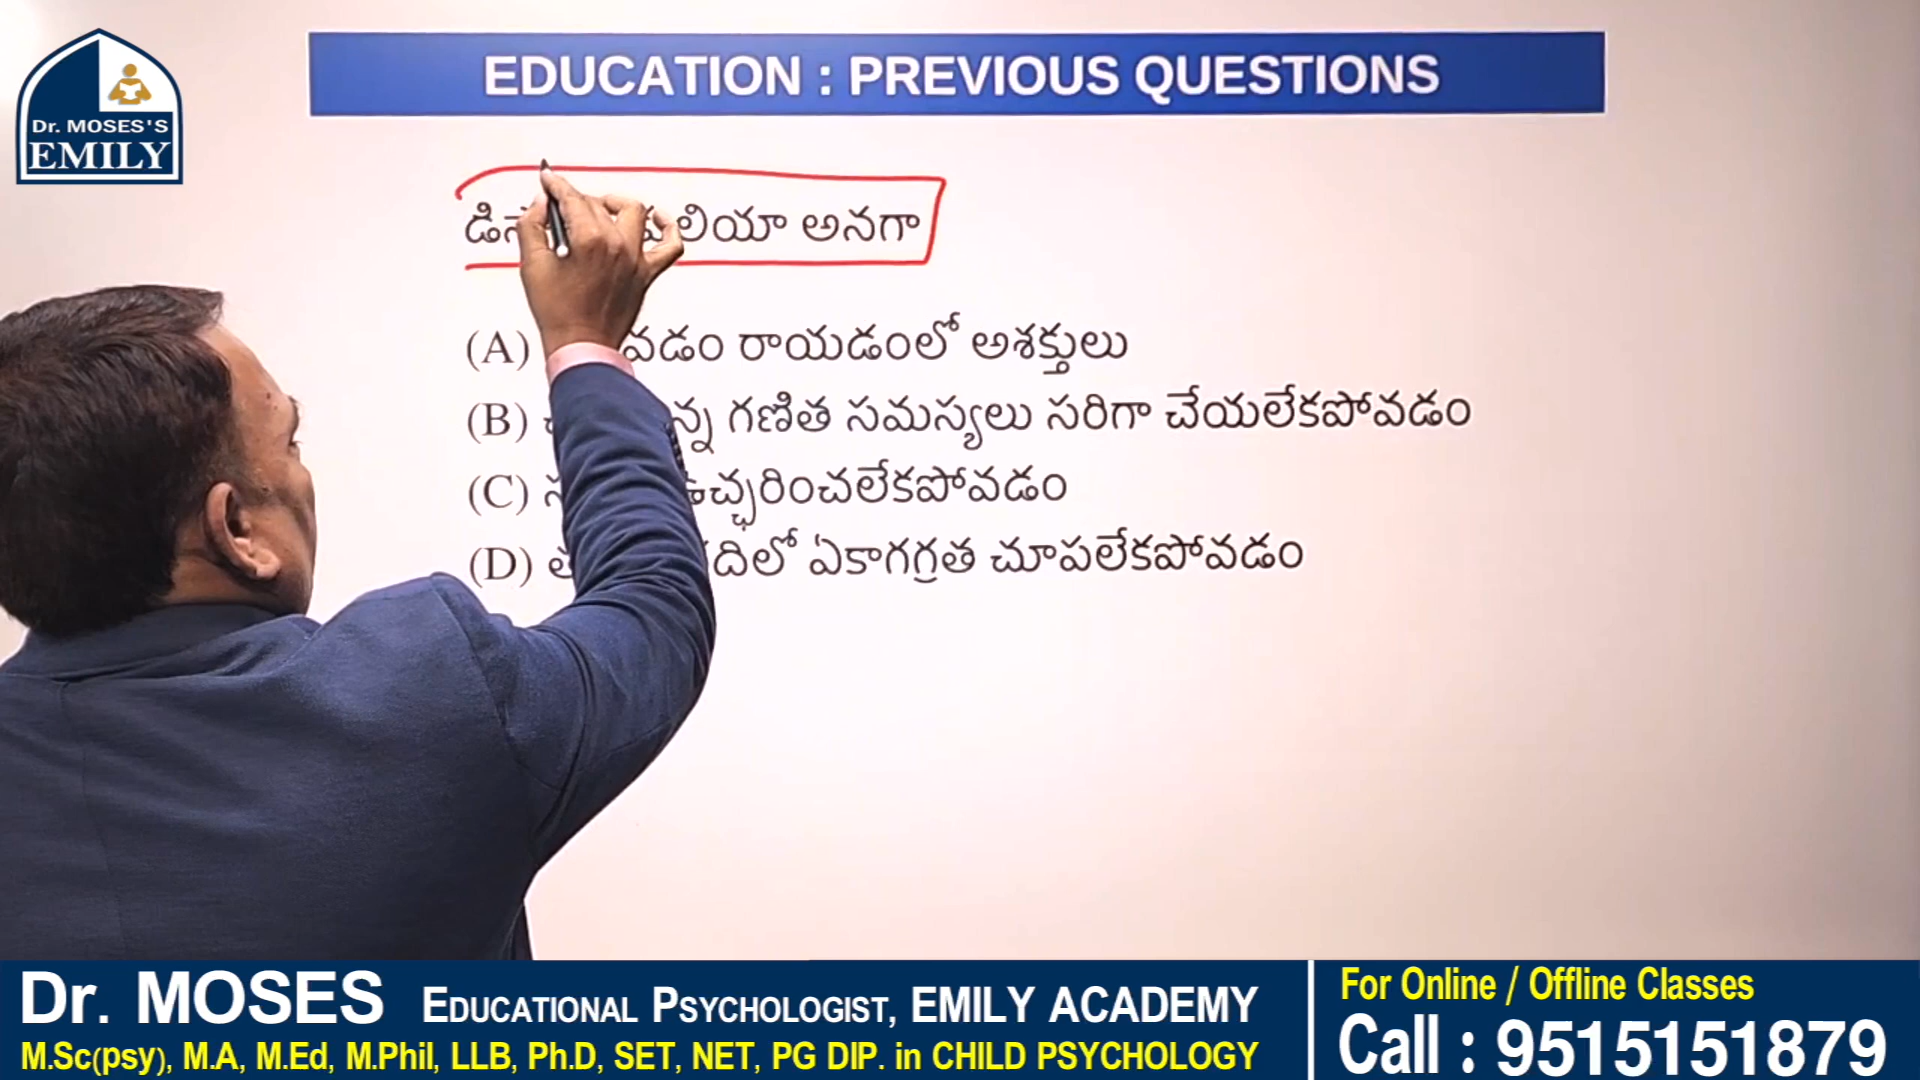 Dr. MOSES'S
EMILY
EDUCATION : PREVIOUS QUESTIONS
అనగా
(A) రాయడంలో అశక్తులు
(B) గణిత సమస్యలు సరిగా చేయలేకపోవడం
(C) ఉచ్ఛరించలేకపోవడం
(D) ఏకాగగ్రత చూపలేకపోవడం
Dr. MOSES EDUCATIONAL PSYCHOLOGIST, EMILY ACADEMY
M.Sc(psy), M.A, M.Ed, M.Phil, LLB, Ph.D, SET, NET, PG DIP. in CHILD PSYCHOLOGY
For Online / Offline Classes
Call : 9515151879